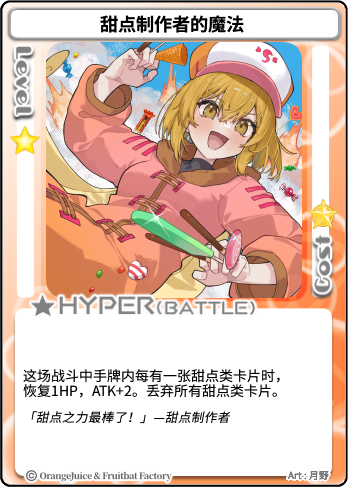 甜点制作者的魔法
Level
Cost
HYPER(BATTLE)
这场战斗中手牌内每有一张甜点类卡片时，
恢复1HP，ATK+2。丢弃所有甜点类卡片。
「甜点之力最棒了！」—甜点制作者
© OrangeJuice & Fruitbat Factory
Art: 月野